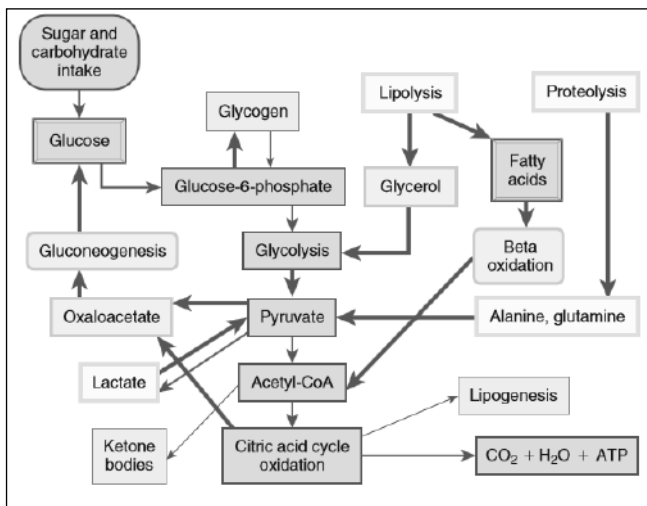 Sugar and
carbohydrate
intake
Glycogen
Lipolysis
Proteolysis
Glucose
Glucose-6-phosphate
Glycerol
Fatty
acids
Gluconeogenesis
Glycolysis
Beta
oxidation
Oxaloacetate
Pyruvate
Alanine, glutamine
Lactate
Acetyl-CoA
Lipogenesis
Ketone
bodies
Citric acid cycle
oxidation
CO₂ + H₂O + ATP